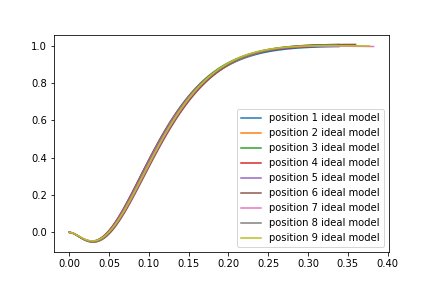 1.0
0.8
0.6
0.4
0.2
0.0
position 1 ideal model
position 2 ideal model
position 3 ideal model
position 4 ideal model
position 5 ideal model
position 6 ideal model
position 7 ideal model
position 8 ideal model
position 9 ideal model
0.00 0.05 0.10 0.15 0.20 0.25 0.30 0.35 0.40